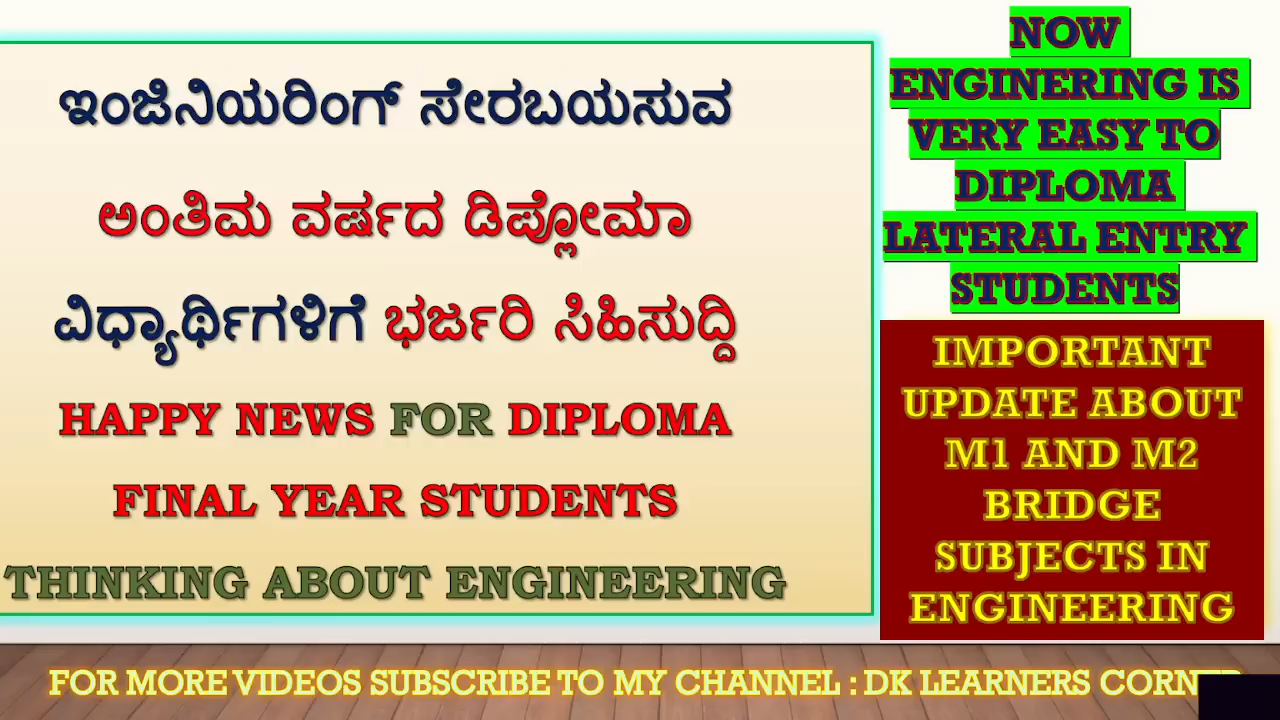 ಇಂಜಿನಿಯರಿಂಗ್ ಸೇರಬಯಸುವ
ಅಂತಿಮ ವರ್ಷದ ಡಿಪ್ಲೋಮಾ
ವಿಧ್ಯಾರ್ಥಿಗಳಿಗೆ ಭರ್ಜರಿ ಸಿಹಿಸುದ್ದಿ
HAPPY NEWS FOR DIPLOMA
FINAL YEAR STUDENTS
THINKING ABOUT ENGINEERING
NOW
ENGINERING IS
VERY EASY TO
DIPLOMA
LATERAL ENTRY
STUDENTS
IMPORTANT
UPDATE ABOUT
M1 AND M2
BRIDGE
SUBJECTS IN
ENGINEERING
FOR MORE VIDEOS SUBSCRIBE TO MY CHANNEL : DK LEARNERS CORNER